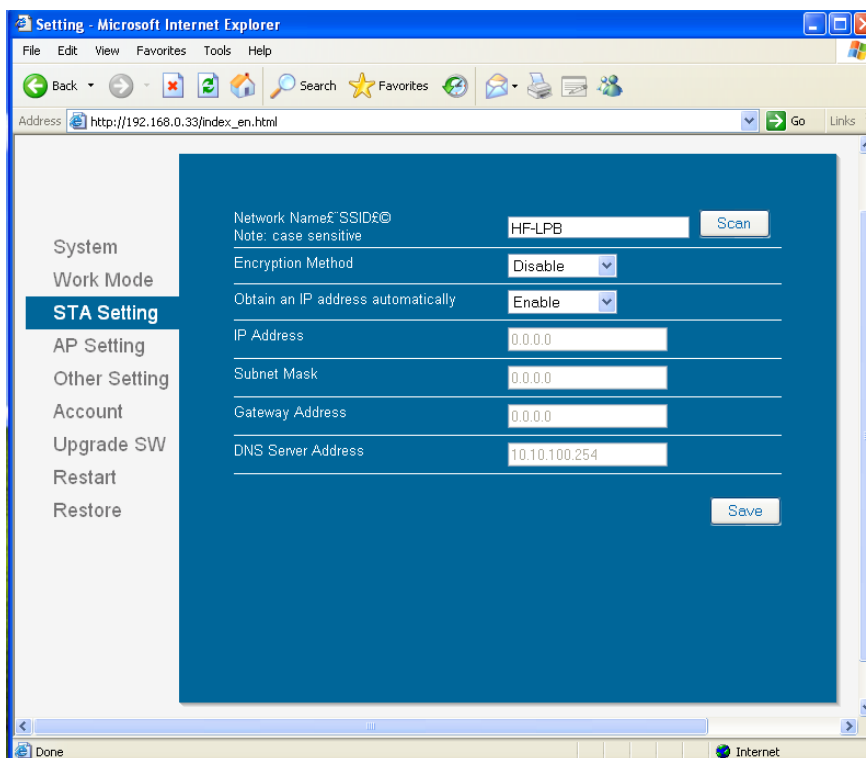 Setting - Microsoft Internet Explorer
File Edit View Favorites Tools Help
Back Search Favorites
Address http://192.168.0.33/index_en.html Go Links
System
Work Mode
STA Setting
AP Setting
Other Setting
Account
Upgrade SW
Restart
Restore
Network Name£¨SSID£©
Note: case sensitive
HF-LPB Scan
Encryption Method Disable
Obtain an IP address automatically Enable
IP Address 0.0.0.0
Subnet Mask 0.0.0.0
Gateway Address 0.0.0.0
DNS Server Address 10.10.100.254
Save
Done Internet